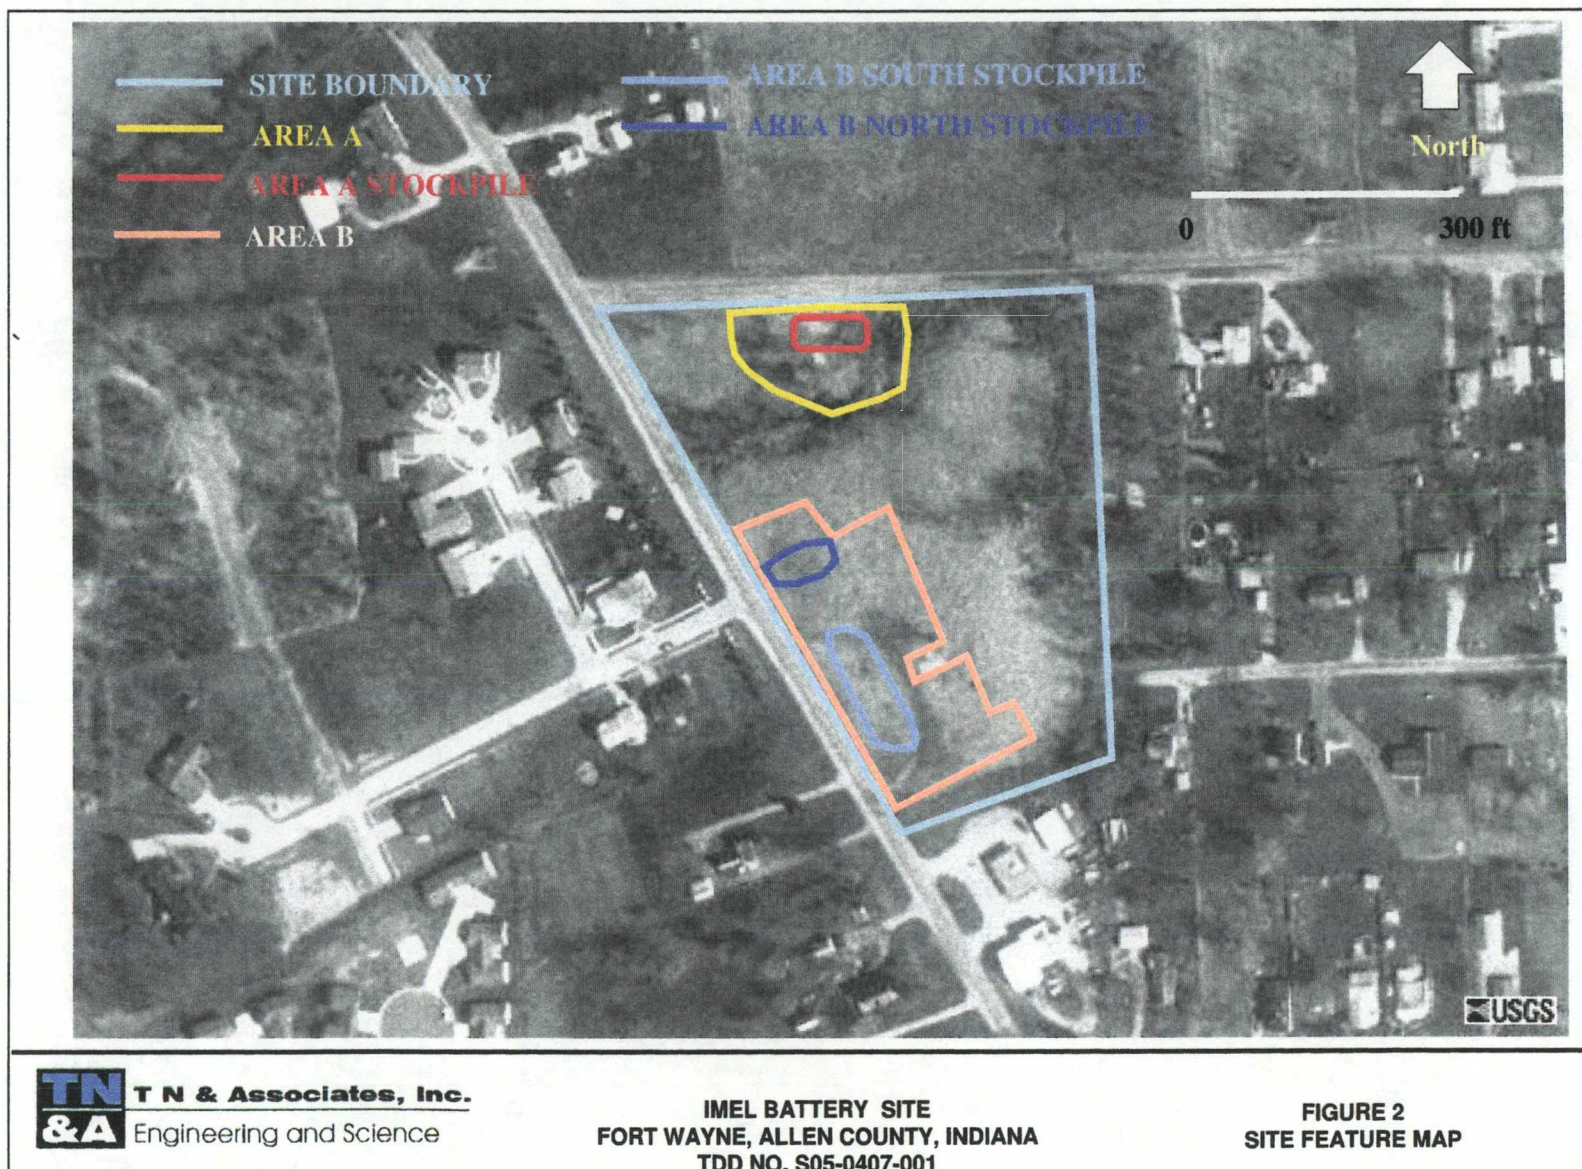 SITE BOUNDARY
AREA A
AREA A STOCKPILE
AREA B
AREA B SOUTH STOCKPILE
AREA B NORTH STOCKPILE
North
0 300 ft
USGS
TN&A
T N & Associates, Inc.
Engineering and Science
IMEL BATTERY SITE
FORT WAYNE, ALLEN COUNTY, INDIANA
TDD NO. S05-0407-001
FIGURE 2
SITE FEATURE MAP